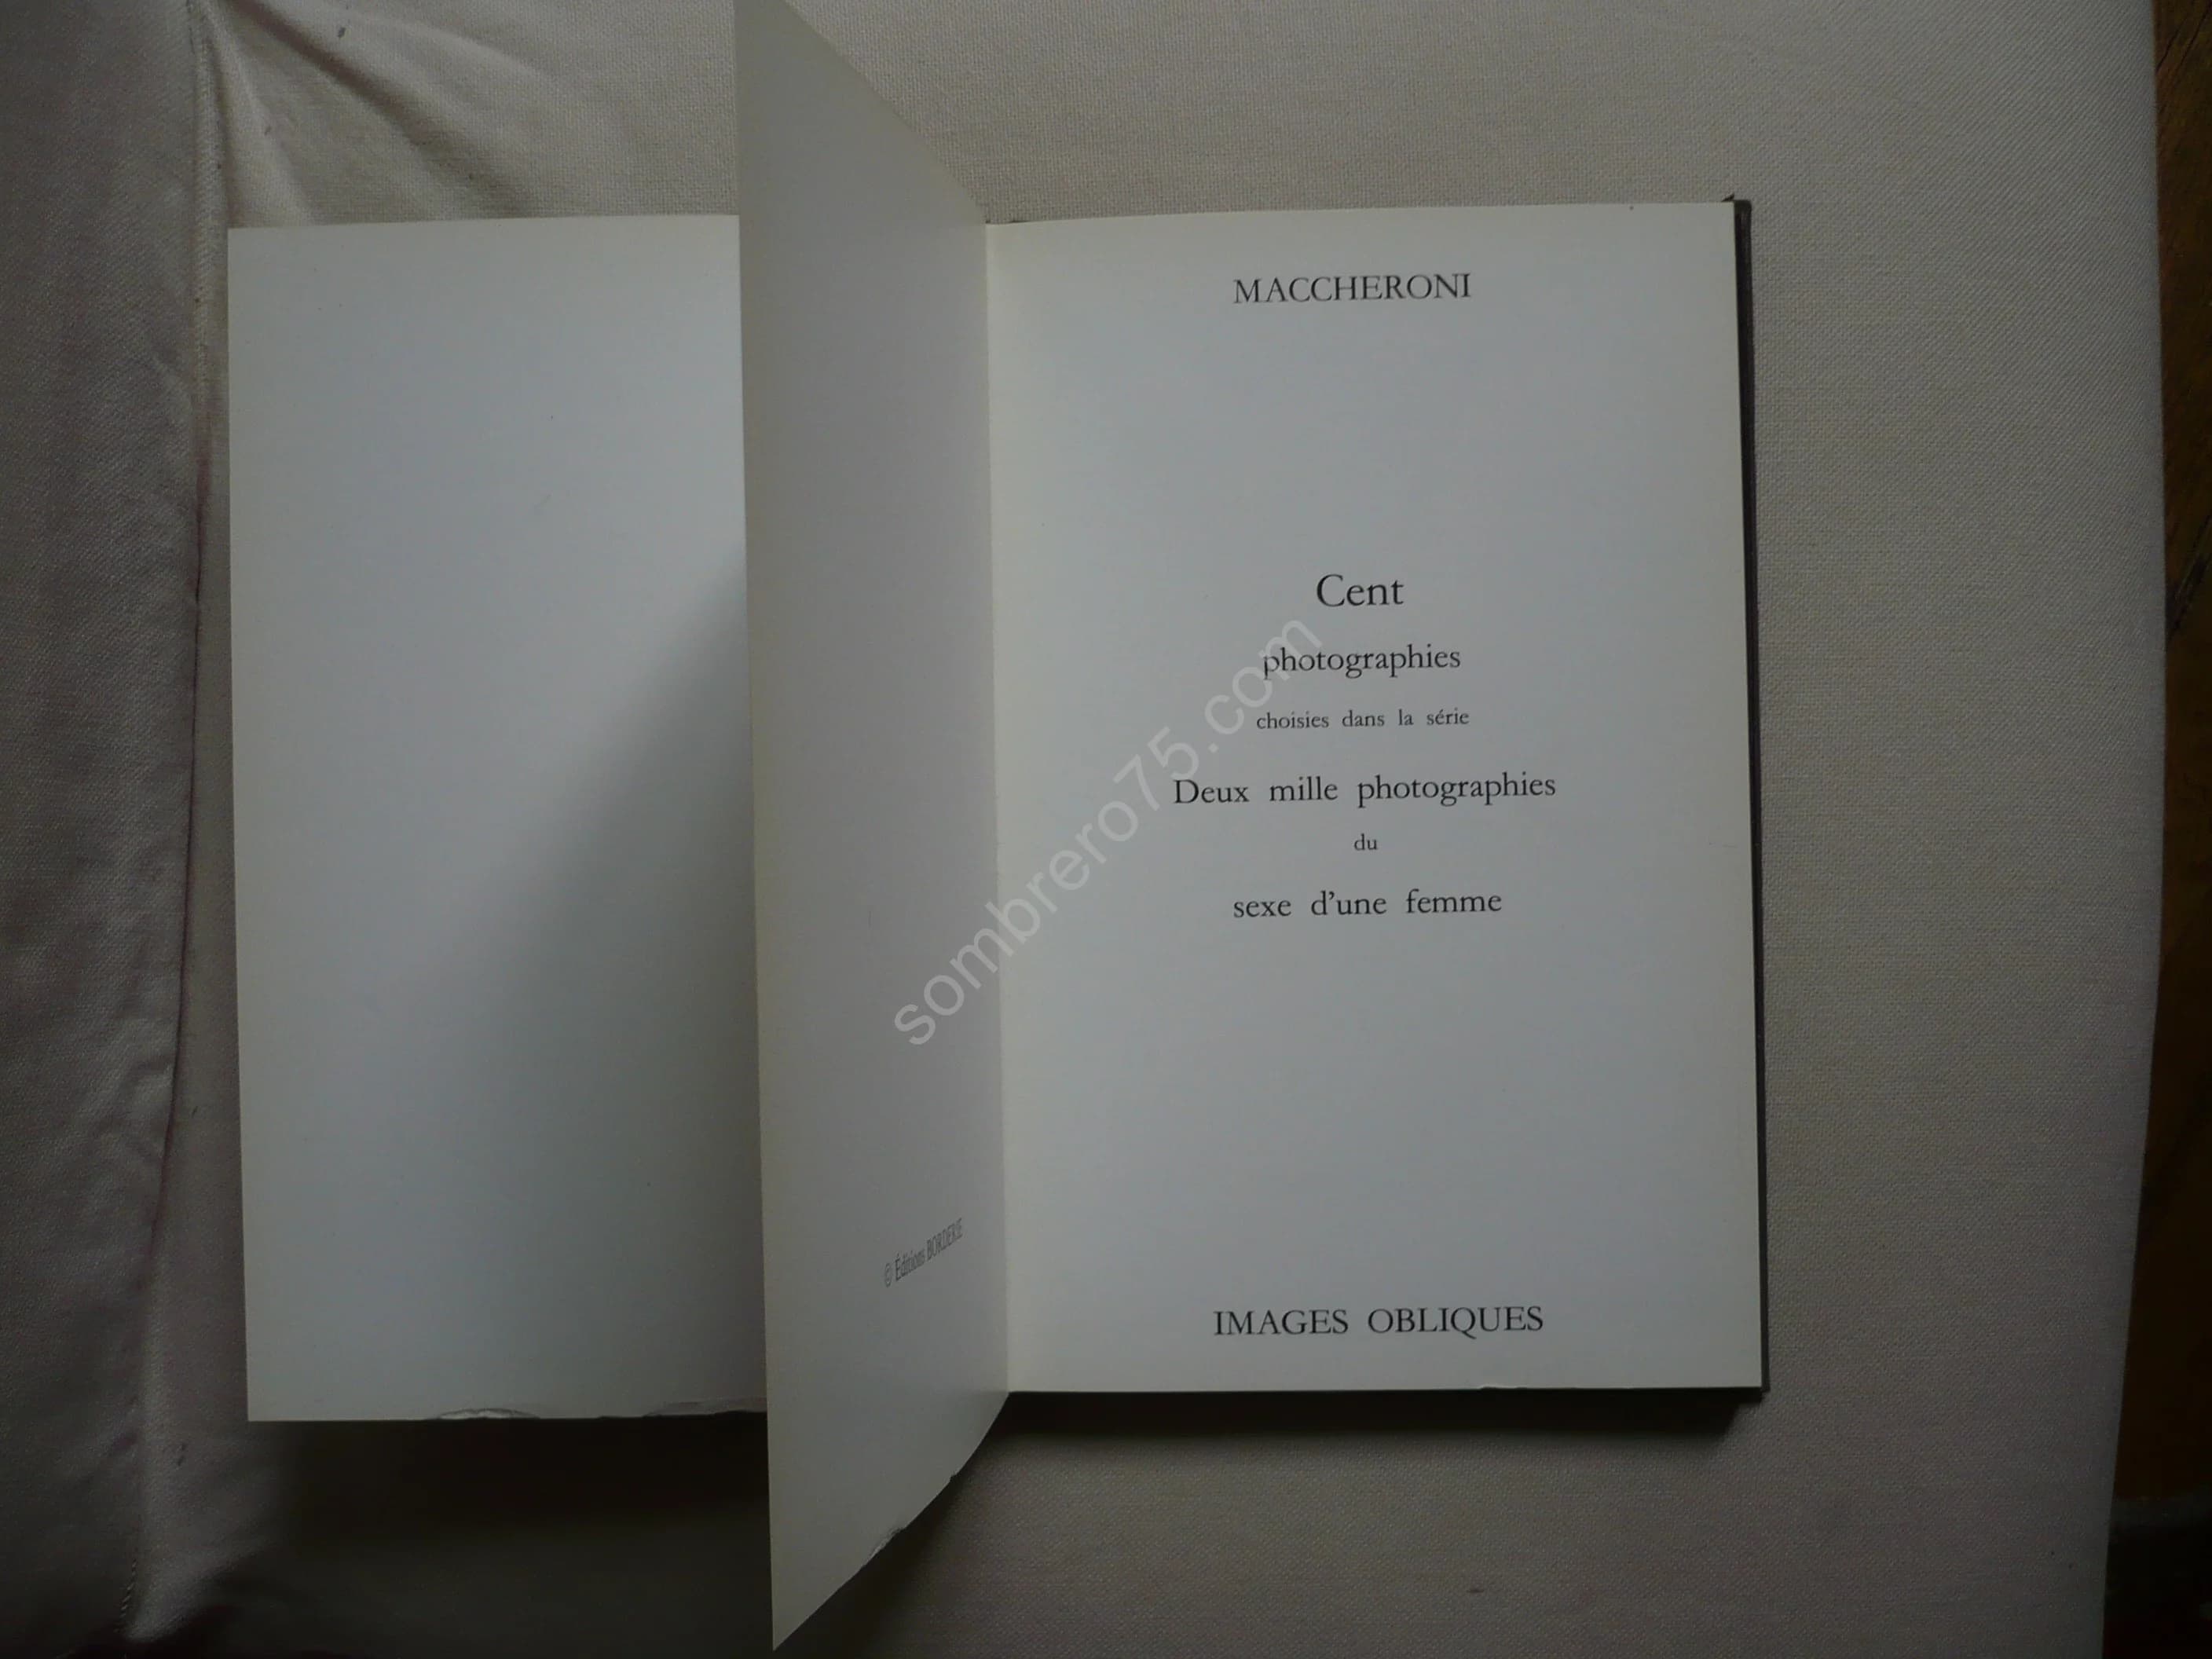 © Éditions BORDERIE
MACCHERONI
Cent
photographies
choisies dans la série
Deux mille photographies
du
sexe d'une femme
IMAGES OBLIQUES
sombrero75.com